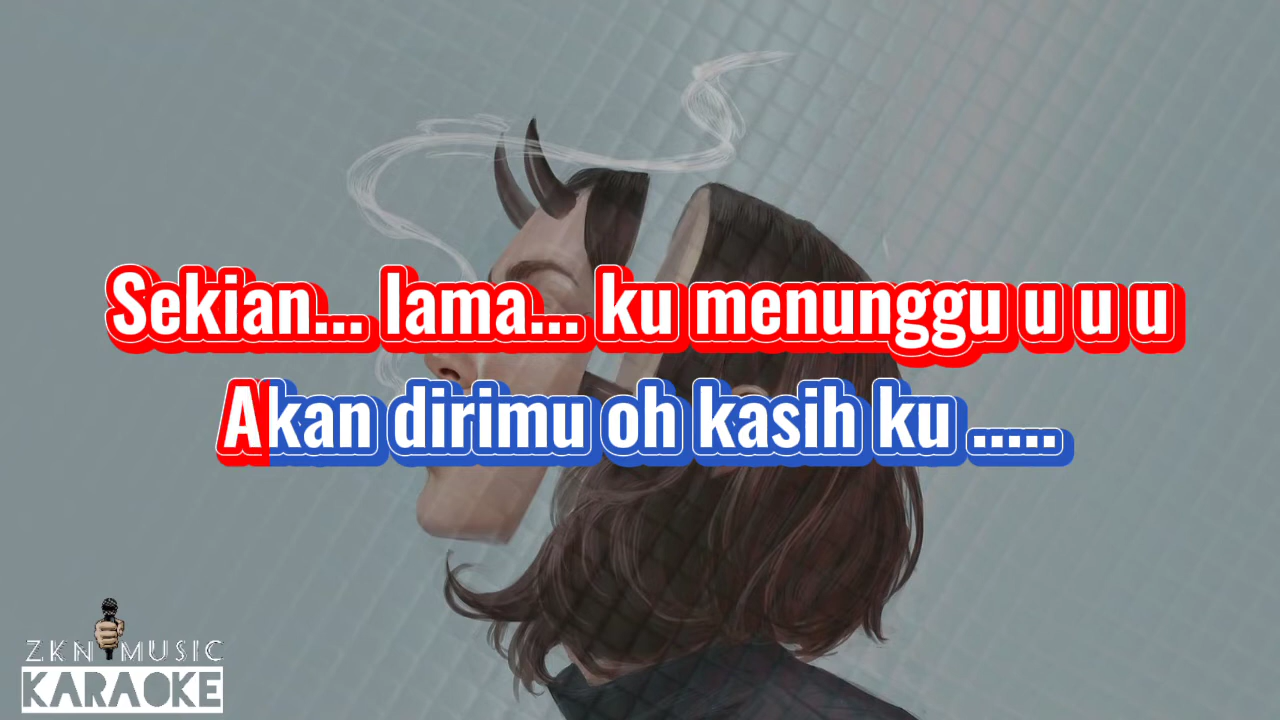 Sekian... lama... ku menunggu u u u
Akan dirimu oh kasih ku .....
ZKN MUSIC
KARAOKE